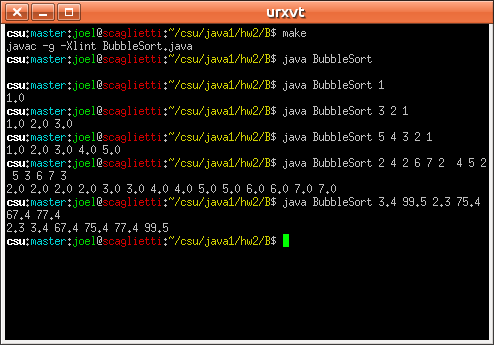 urxvt
csu:master:joel@scaglietti:~/csu/java1/hw2/B$ make
javac -g -Xlint BubbleSort.java
csu:master:joel@scaglietti:~/csu/java1/hw2/B$ java BubbleSort

csu:master:joel@scaglietti:~/csu/java1/hw2/B$ java BubbleSort 1
1.0
csu:master:joel@scaglietti:~/csu/java1/hw2/B$ java BubbleSort 3 2 1
1.0 2.0 3.0
csu:master:joel@scaglietti:~/csu/java1/hw2/B$ java BubbleSort 5 4 3 2 1
1.0 2.0 3.0 4.0 5.0
csu:master:joel@scaglietti:~/csu/java1/hw2/B$ java BubbleSort 2 4 2 6 7 2  4 5 2
 5 3 6 7 3
2.0 2.0 2.0 2.0 3.0 3.0 4.0 4.0 5.0 5.0 6.0 6.0 7.0 7.0
csu:master:joel@scaglietti:~/csu/java1/hw2/B$ java BubbleSort 3.4 99.5 2.3 75.4
67.4 77.4
2.3 3.4 67.4 75.4 77.4 99.5
csu:master:joel@scaglietti:~/csu/java1/hw2/B$